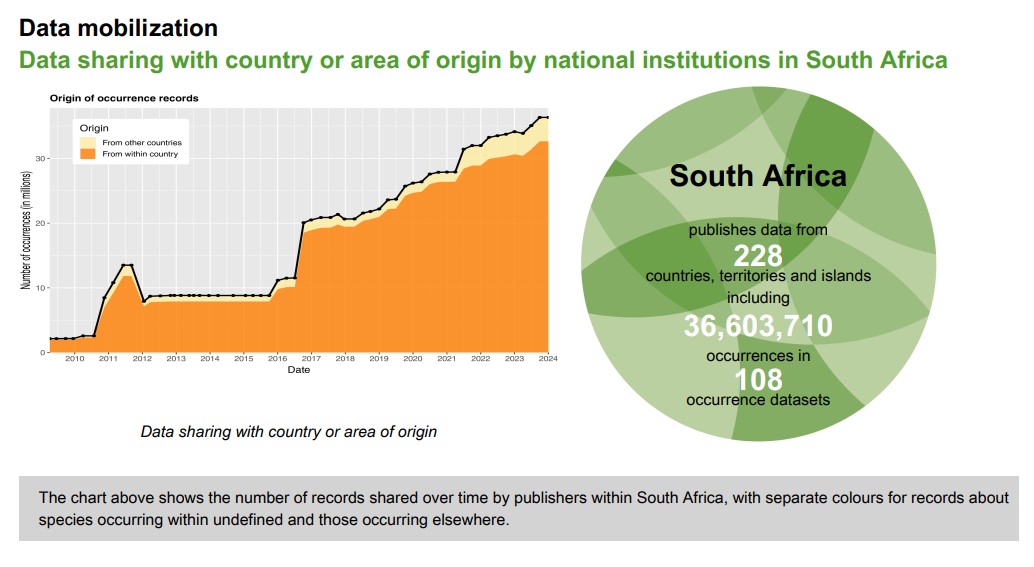 Data mobilization
Data sharing with country or area of origin by national institutions in South Africa
Origin of occurrence records
Origin
From other countries
From within country
Number of occurrences (in millions)
30
20
10
0
2010 2011 2012 2013 2014 2015 2016 2017 2018 2019 2020 2021 2022 2023 2024
Date
Data sharing with country or area of origin
South Africa
publishes data from
228
countries, territories and islands
including
36,603,710
occurrences in
108
occurrence datasets
The chart above shows the number of records shared over time by publishers within South Africa, with separate colours for records about
species occurring within undefined and those occurring elsewhere.